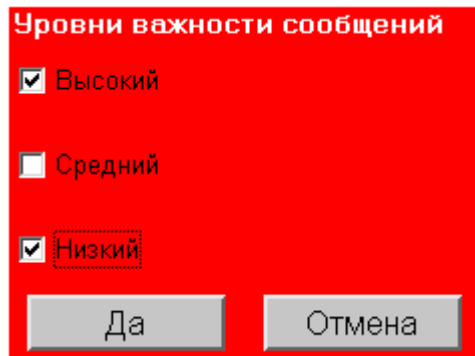 Уровни важности сообщений
Высокий
Средний
Низкий
Да
Отмена